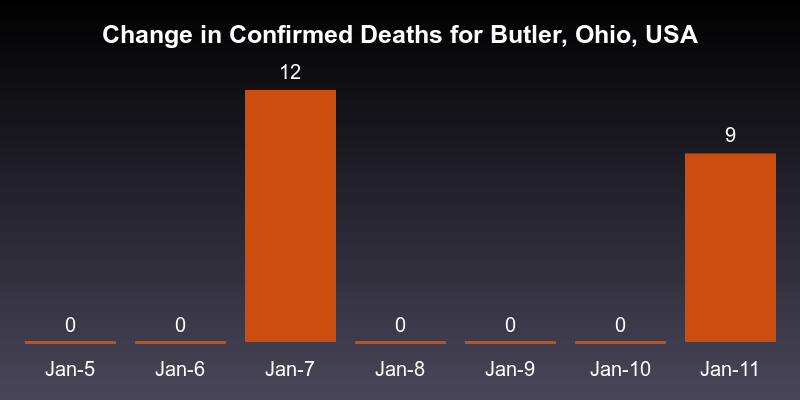 Change in Confirmed Deaths for Butler, Ohio, USA
12
9
0 0 0 0 0
Jan-5 Jan-6 Jan-7 Jan-8 Jan-9 Jan-10 Jan-11